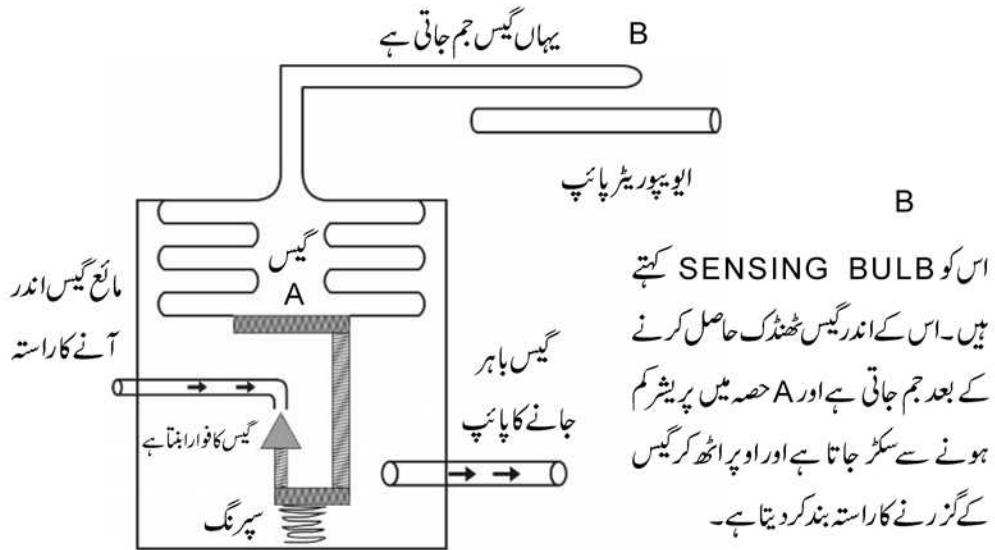 یہاں گیس جم جاتی ہے B
ایویپوریٹر پائپ
B
اس کو SENSING BULB کہتے
ہیں۔ اس کے اندر گیس ٹھنڈک حاصل کرنے
کے بعد جم جاتی ہے اور A حصہ میں پریشر کم
ہونے سے سکڑ جاتا ہے اور اوپر اٹھ کر گیس
کے گزرنے کا راستہ بند کر دیتا ہے۔
گیس
A
مائع گیس اندر
آنے کا راستہ
گیس باہر
جانے کا پائپ
گیس کا فوارا بنتا ہے
سپرنگ